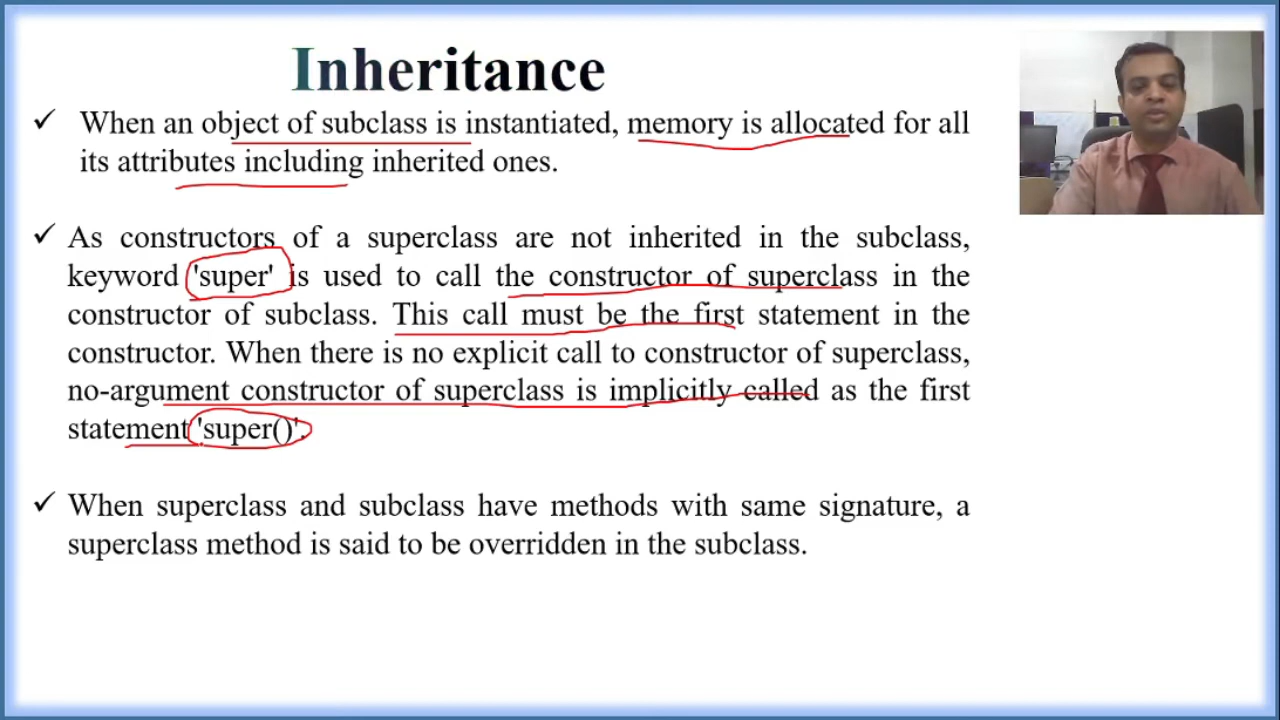 Inheritance
✓ When an object of subclass is instantiated, memory is allocated for all
its attributes including inherited ones.
✓ As constructors of a superclass are not inherited in the subclass,
keyword 'super' is used to call the constructor of superclass in the
constructor of subclass. This call must be the first statement in the
constructor. When there is no explicit call to constructor of superclass,
no-argument constructor of superclass is implicitly called as the first
statement 'super()'.
✓ When superclass and subclass have methods with same signature, a
superclass method is said to be overridden in the subclass.